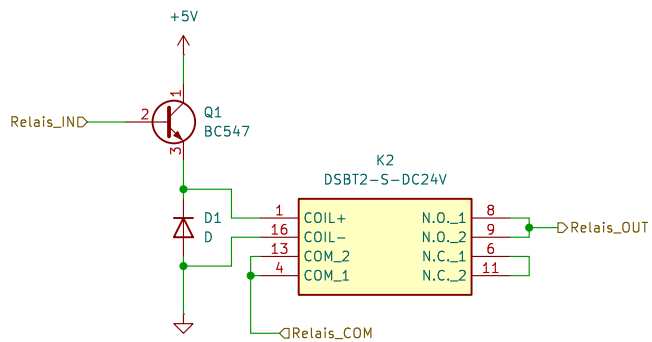 +5V
1
Relais_IN
2
Q1
BC547
3
K2
DSBT2-S-DC24V
D1
D
1 COIL+ N.O._1 8
16 COIL- N.O._2 9
13 COM_2 N.C._1 6
4 COM_1 N.C._2 11
Relais_OUT
Relais_COM